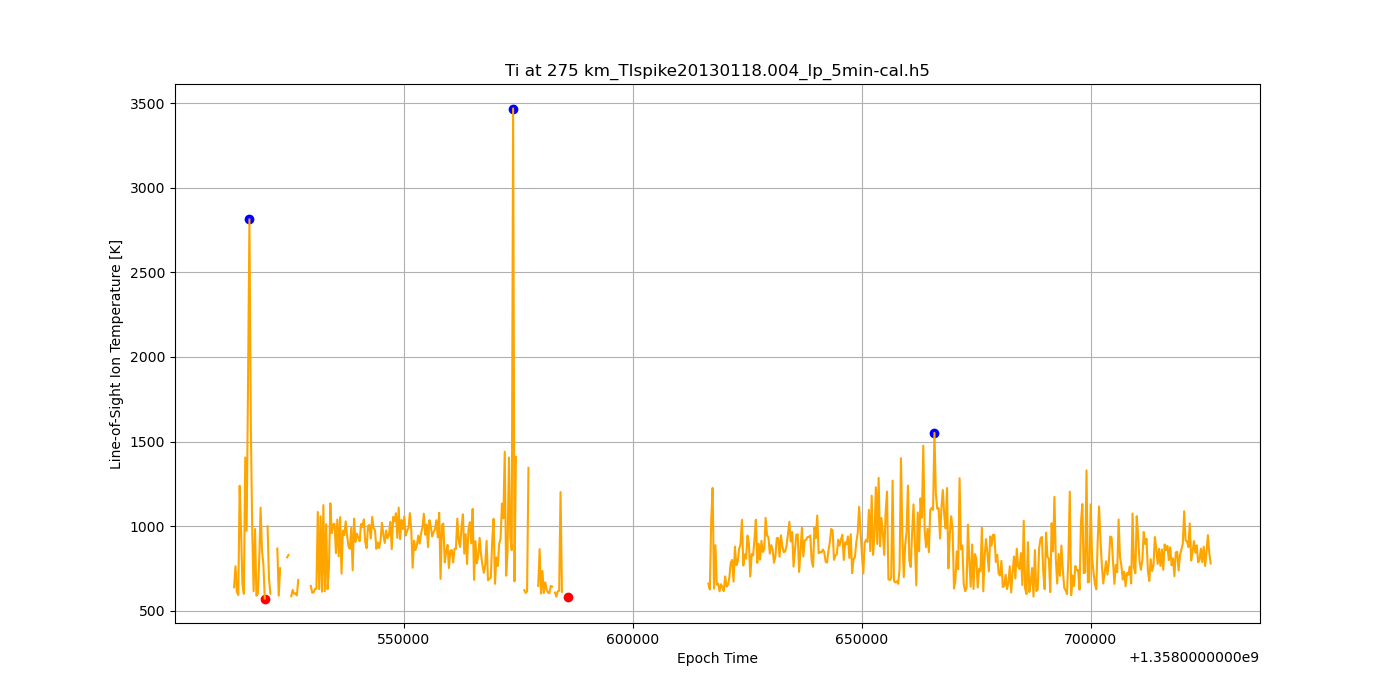 Ti at 275 km_TIspike20130118.004_lp_5min-cal.h5
Line-of-Sight Ion Temperature [K]
3500
3000
2500
2000
1500
1000
500
550000
600000
650000
700000
Epoch Time
+1.3580000000e9